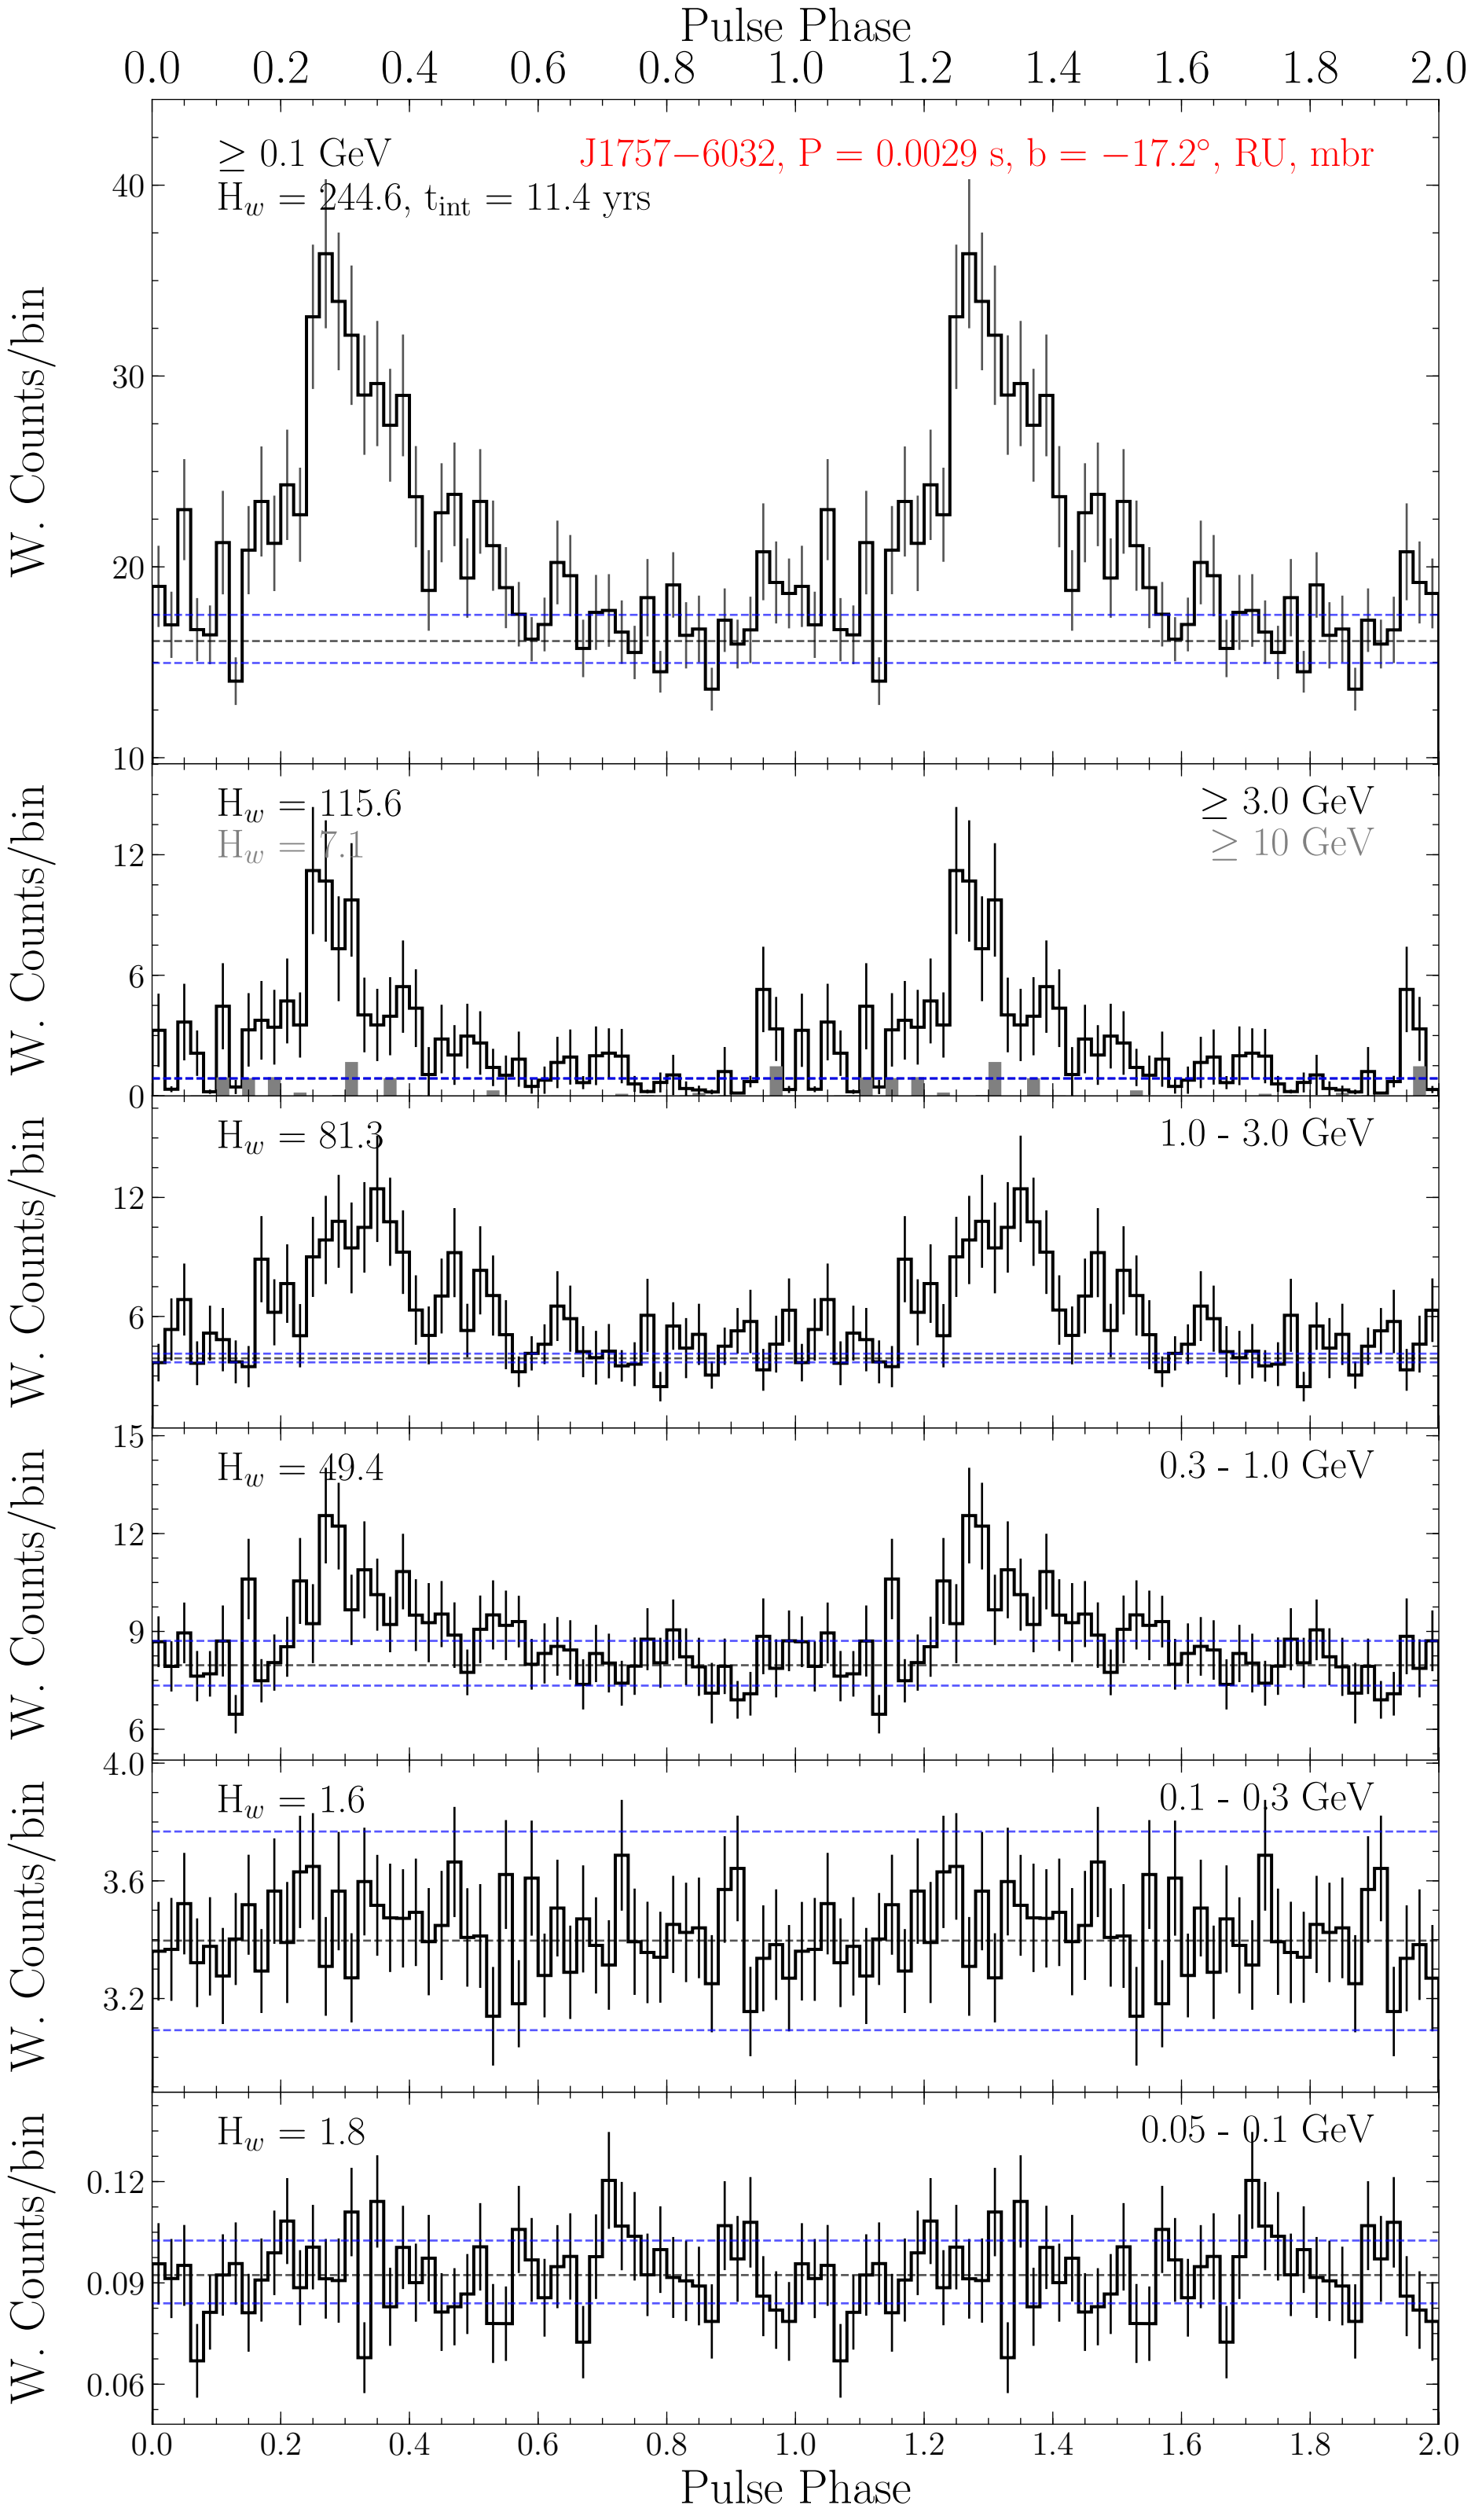 Pulse Phase
0.0 0.2 0.4 0.6 0.8 1.0 1.2 1.4 1.6 1.8 2.0
≥ 0.1 GeV
J1757−6032, P = 0.0029 s, b = −17.2°, RU, mbr
H_w = 244.6, t_int = 11.4 yrs
W. Counts/bin
40
30
20
10
H_w = 115.6
≥ 3.0 GeV
H_w = 7.1
≥ 10 GeV
W. Counts/bin
12
6
0
H_w = 81.3
1.0 - 3.0 GeV
W. Counts/bin
12
6
H_w = 49.4
0.3 - 1.0 GeV
W. Counts/bin
15
12
9
6
H_w = 1.6
0.1 - 0.3 GeV
W. Counts/bin
4.0
3.6
3.2
H_w = 1.8
0.05 - 0.1 GeV
W. Counts/bin
0.12
0.09
0.06
0.0 0.2 0.4 0.6 0.8 1.0 1.2 1.4 1.6 1.8 2.0
Pulse Phase